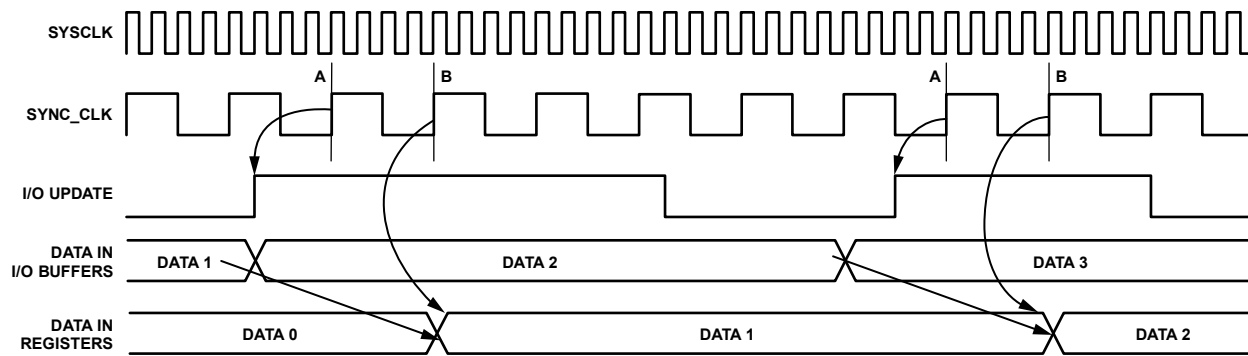 SYSCLK
A B A B
SYNC_CLK
I/O UPDATE
DATA IN
I/O BUFFERS
DATA 1 DATA 2 DATA 3
DATA IN
REGISTERS
DATA 0 DATA 1 DATA 2